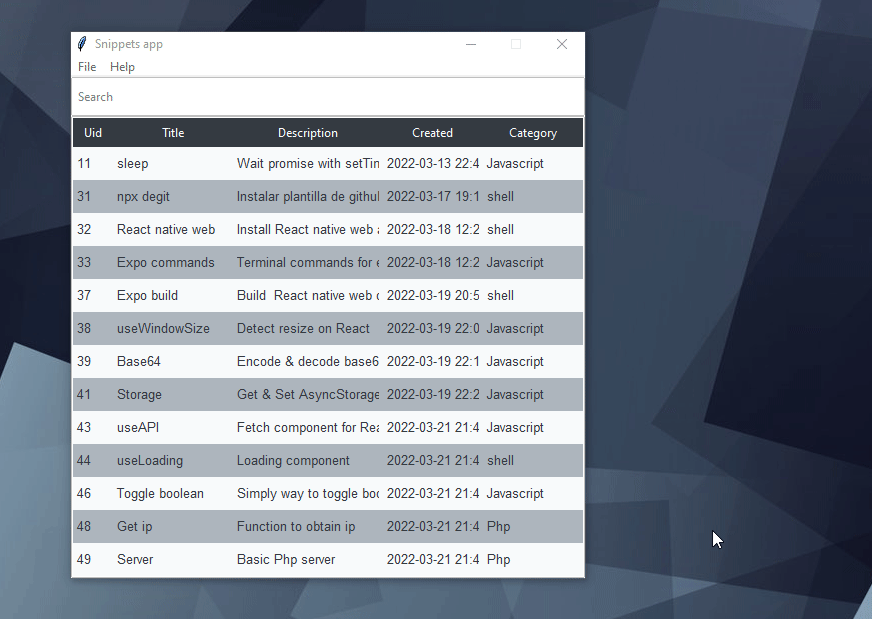 Snippets app
File Help
Search
Uid Title Description Created Category
11 sleep Wait promise with setTin 2022-03-13 22:4 Javascript
31 npx degit Instalar plantilla de githul 2022-03-17 19:1 shell
32 React native web Install React native web 2022-03-18 12:2 shell
33 Expo commands Terminal commands for 2022-03-18 12:2 Javascript
37 Expo build Build React native web 2022-03-19 20:5 shell
38 useWindowSize Detect resize on React 2022-03-19 22:0 Javascript
39 Base64 Encode & decode base6 2022-03-19 22:1 Javascript
41 Storage Get & Set AsyncStorage 2022-03-19 22:2 Javascript
43 useAPI Fetch component for Rea 2022-03-21 21:4 Javascript
44 useLoading Loading component 2022-03-21 21:4 shell
46 Toggle boolean Simply way to toggle boo 2022-03-21 21:4 Javascript
48 Get ip Function to obtain ip 2022-03-21 21:4 Php
49 Server Basic Php server 2022-03-21 21:4 Php